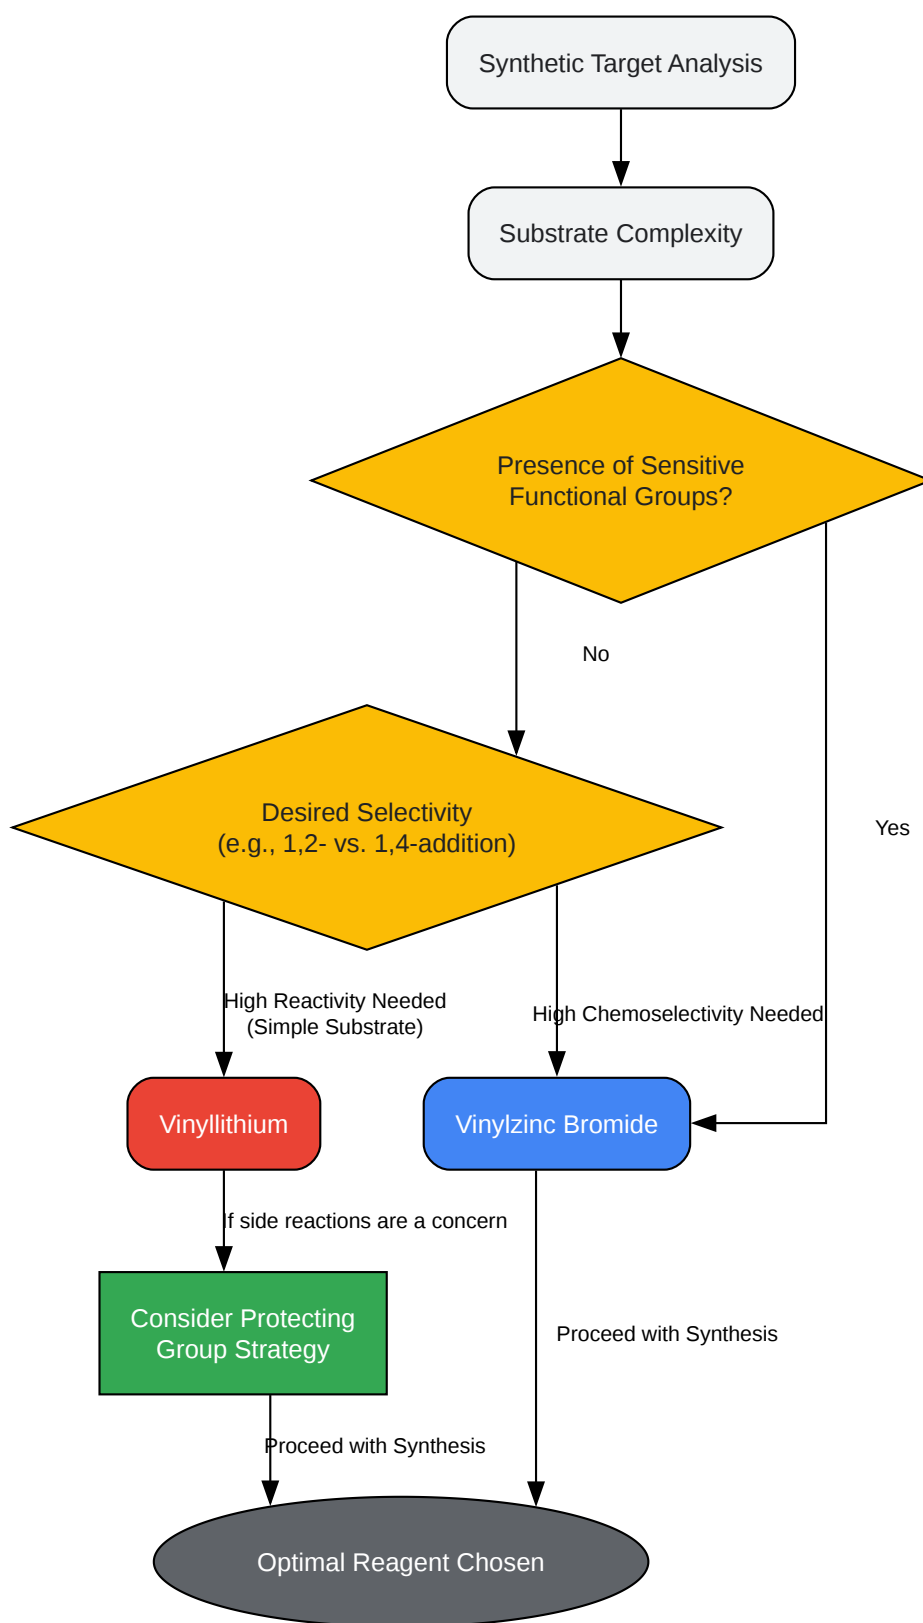 Synthetic Target Analysis
Substrate Complexity
Presence of Sensitive
Functional Groups?
No
Yes
Desired Selectivity
(e.g., 1,2- vs. 1,4-addition)
High Reactivity Needed
(Simple Substrate)
High Chemoselectivity Needed
Vinyllithium
Vinylzinc Bromide
If side reactions are a concern
Consider Protecting
Group Strategy
Proceed with Synthesis
Proceed with Synthesis
Optimal Reagent Chosen